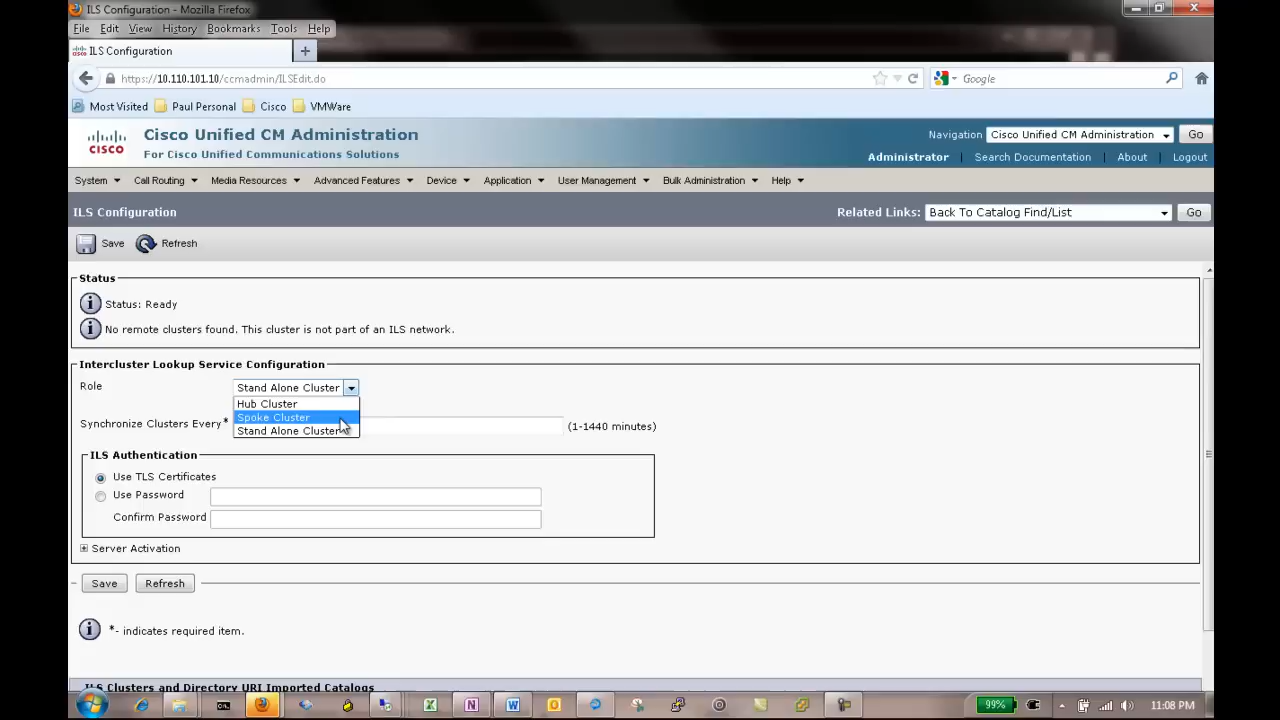 ILS Configuration - Mozilla Firefox
File Edit View History Bookmarks Tools Help
ILS Configuration
https://10.110.101.10/ccmadmin/ILSEdit.do
Google
Most Visited Paul Personal Cisco VMWare
CISCO
Cisco Unified CM Administration
For Cisco Unified Communications Solutions
Navigation Cisco Unified CM Administration Go
Administrator Search Documentation About Logout
System Call Routing Media Resources Advanced Features Device Application User Management Bulk Administration Help
ILS Configuration
Related Links: Back To Catalog Find/List Go
Save Refresh
Status
Status: Ready
No remote clusters found. This cluster is not part of an ILS network.
Intercluster Lookup Service Configuration
Role Stand Alone Cluster
Hub Cluster
Spoke Cluster
Stand Alone Cluster
Synchronize Clusters Every * (1-1440 minutes)
ILS Authentication
Use TLS Certificates
Use Password
Confirm Password
Server Activation
Save Refresh
*- indicates required item.
ILS Clusters and Directory URI Imported Catalogs
99%
11:08 PM